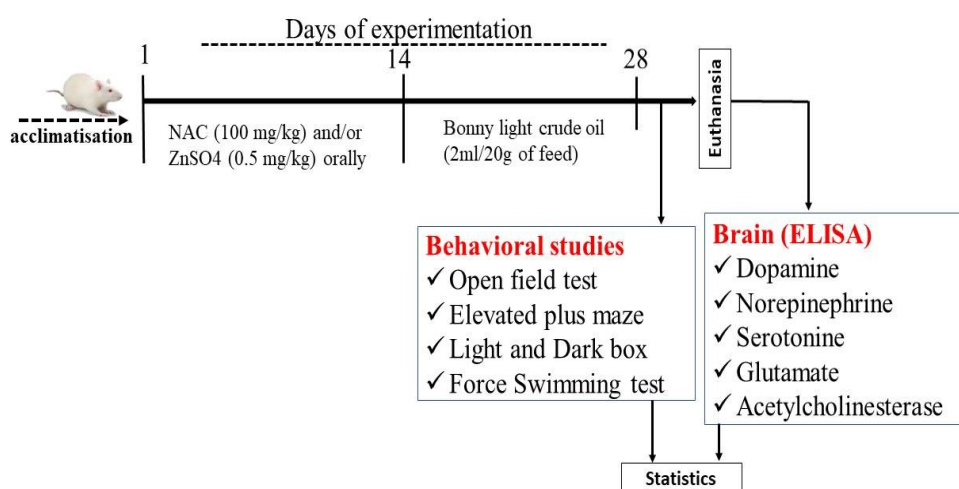 Days of experimentation
1
14
28
acclimatisation
NAC (100 mg/kg) and/or
ZnSO4 (0.5 mg/kg) orally
Bonny light crude oil
(2ml/20g of feed)
Euthanasia
Behavioral studies
✓ Open field test
✓ Elevated plus maze
✓ Light and Dark box
✓ Force Swimming test
Brain (ELISA)
✓ Dopamine
✓ Norepinephrine
✓ Serotonine
✓ Glutamate
✓ Acetylcholinesterase
Statistics